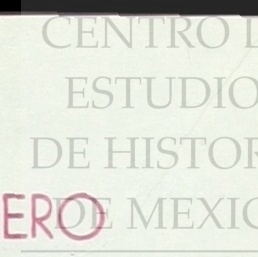 CENTRO D
ESTUDIO
DE HISTOR
DE MEXIC
ERO